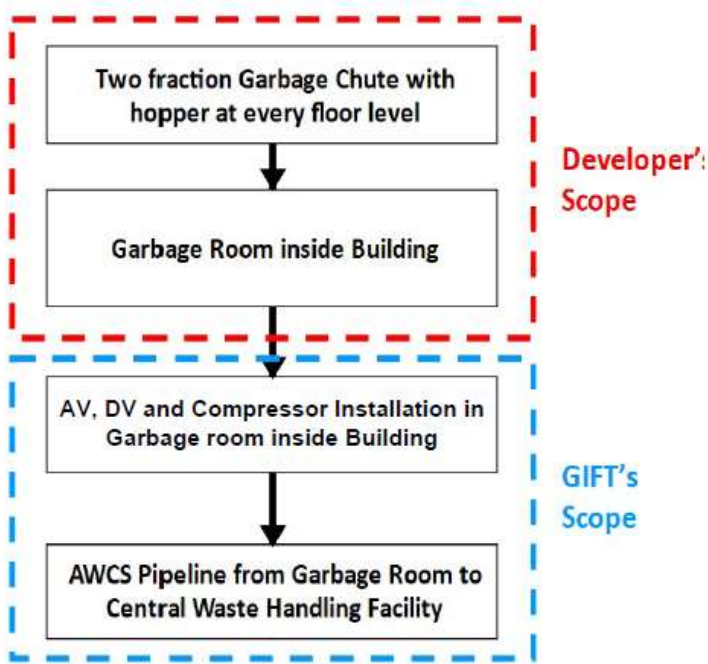 Two fraction Garbage Chute with
hopper at every floor level
Developer's
Scope
Garbage Room inside Building
AV, DV and Compressor Installation in
Garbage room inside Building
GIFT's
Scope
AWCS Pipeline from Garbage Room to
Central Waste Handling Facility